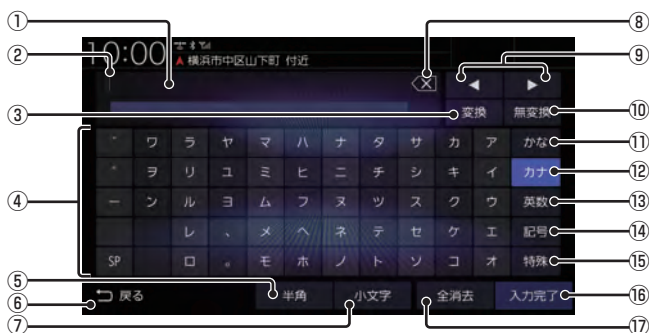 ① ⑧
② 10:00 ⑨
横浜市中区山下町 付近
◀ ▶
③ 変換 無変換 ⑩
゛ ワ ラ ヤ マ ハ ナ タ サ カ ア かな ⑪
゜ ヲ リ ユ ミ ヒ ニ チ シ キ イ カナ ⑫
④ ー ン ル ヨ ム フ ヌ ツ ス ク ウ 英数 ⑬
レ 、 メ ヘ ネ テ セ ケ エ 記号 ⑭
SP ロ 。 モ ホ ノ ト ソ コ オ 特殊 ⑮
⑤
⑥ 戻る 半角 小文字 全消去 入力完了 ⑯
⑦ ⑰